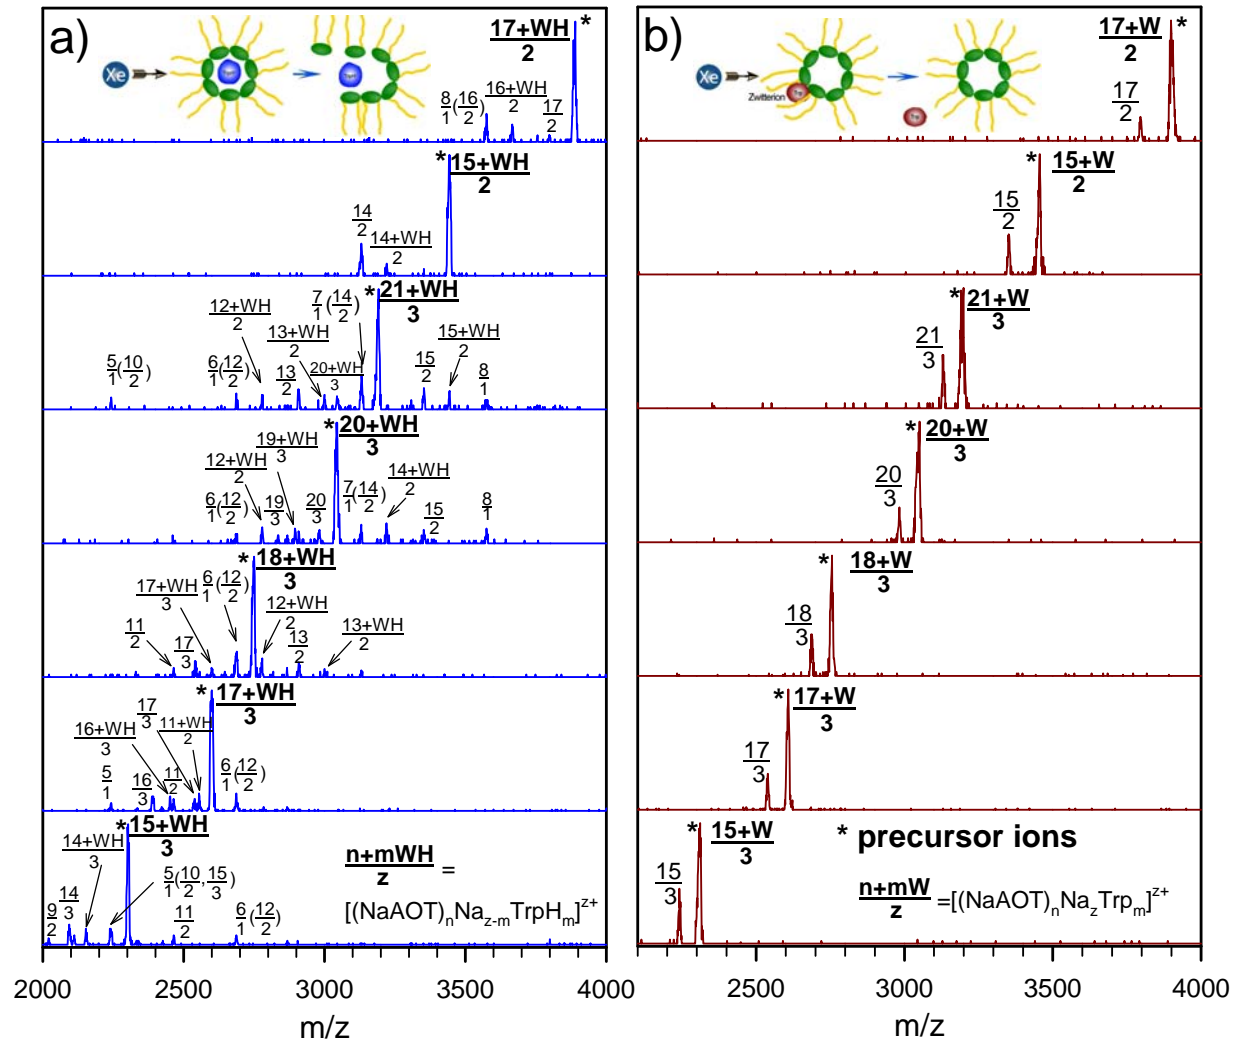 a)
Xe
17+WH
2
*
8/1(16/2)
16+WH
2
17
2
*
15+WH
2
14
2
14+WH
2
*
21+WH
3
5/1(10/2)
12+WH
2
6/1(12/2)
13+WH
2
13
2
20+WH
3
7/1(14/2)
15
2
15+WH
2
8
1
*
20+WH
3
12+WH
2
19+WH
3
6/1(12/2)
19
3
20
3
7/1(14/2)
14+WH
2
15
2
8
1
*
18+WH
3
11
2
17
3
17+WH
3
6/1(12/2)
12+WH
2
13
2
13+WH
2
*
17+WH
3
5
1
16+WH
3
16
3
17
3
11
2
11+WH
2
6/1(12/2)
*
15+WH
3
9
2
14
3
14+WH
3
5/1(10/2,15/3)
11
2
6/1(12/2)
n+mWH
z
=
[(NaAOT)nNaz-mTrpHm]z+
2000 2500 3000 3500 4000
m/z
b)
Xe
Zwitterion
17+W
2
*
17
2
*
15+W
2
15
2
*
21+W
3
21
3
*
20+W
3
20
3
*
18+W
3
18
3
*
17+W
3
17
3
*
15+W
3
15
3
* precursor ions
n+mW
z
=[(NaAOT)nNazTrpm]z+
2500 3000 3500 4000
m/z